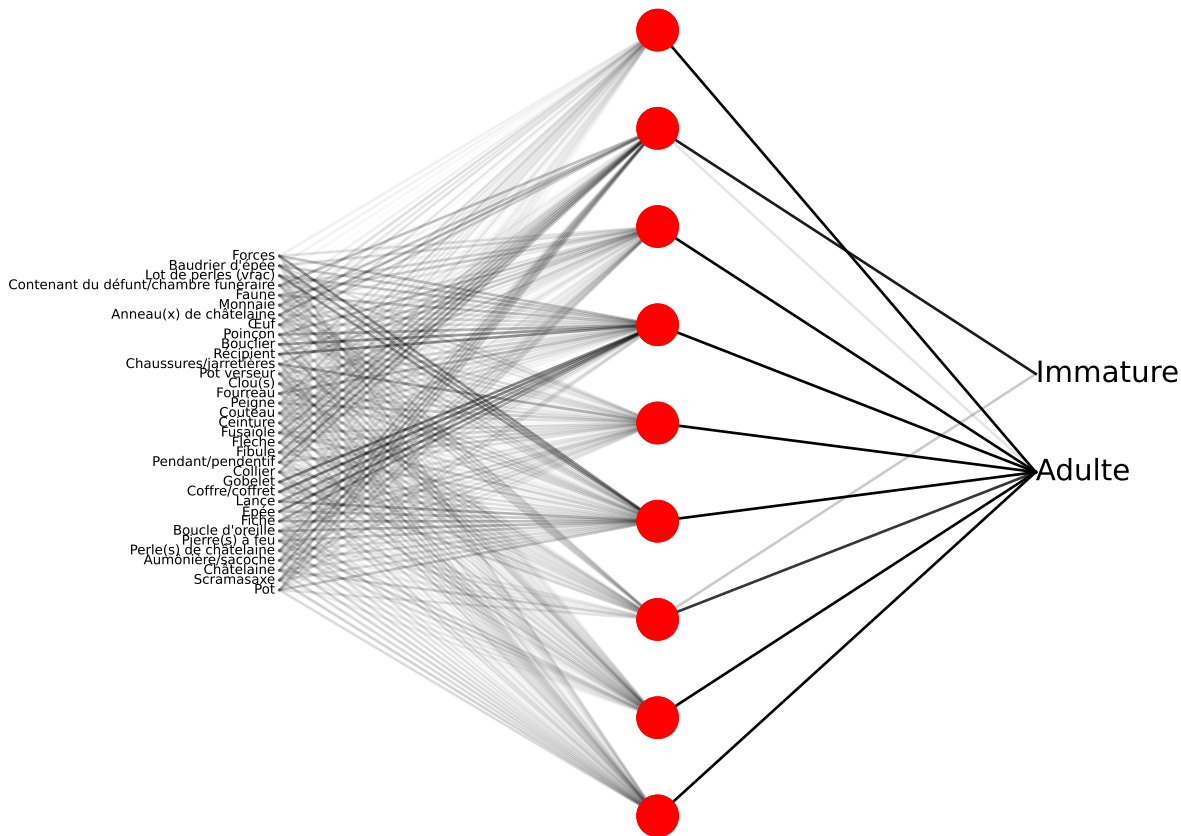 Forces
Baudrier d'épée
Lot de perles (vrac)
Contenant du défunt/chambre funéraire
Faune
Monnaie
Anneau(x) de châtelaine
Œuf
Poinçon
Bouclier
Récipient
Chaussures/jarretières
Pot verseur
Clou(s)
Fourreau
Peigne
Couteau
Ceinture
Fusaïole
Flèche
Fibule
Pendant/pendentif
Collier
Gobelet
Coffre/coffret
Lance
Épée
Fiche
Boucle d'oreille
Pierre(s) à feu
Perle(s) de châtelaine
Aumônière/sacoche
Châtelaine
Scramasaxe
Pot
Immature
Adulte